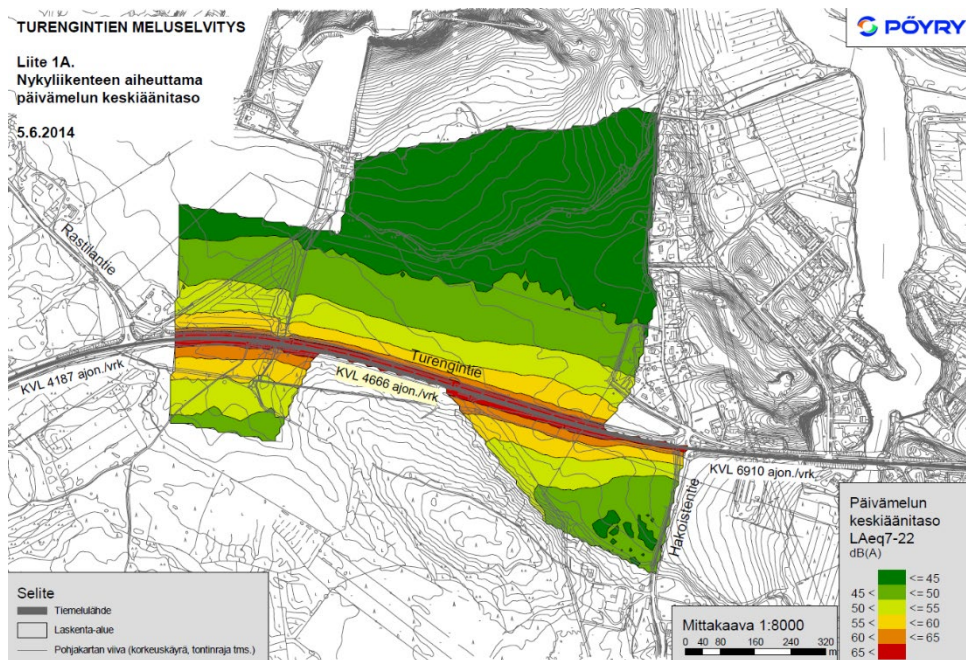 TURENGINTIEN MELUSELVITYS
Liite 1A.
Nykyliikenteen aiheuttama
päivämelun keskiäänitaso
5.6.2014
PÖYRY
Rastilantie
Turengintie
KVL 4187 ajon./vrk
KVL 4666 ajon./vrk
KVL 6910 ajon./vrk
Hakoistentie
Päivämelun
keskiäänitaso
LAeq7-22
dB(A)
<= 45
45 < <= 50
50 < <= 55
55 < <= 60
60 < <= 65
65 <
Selite
Tiemelulähde
Laskenta-alue
Pohjakartan viiva (korkeuskäyrä, tontinraja tms.)
Mittakaava 1:8000
0 40 80 160 240 320
m